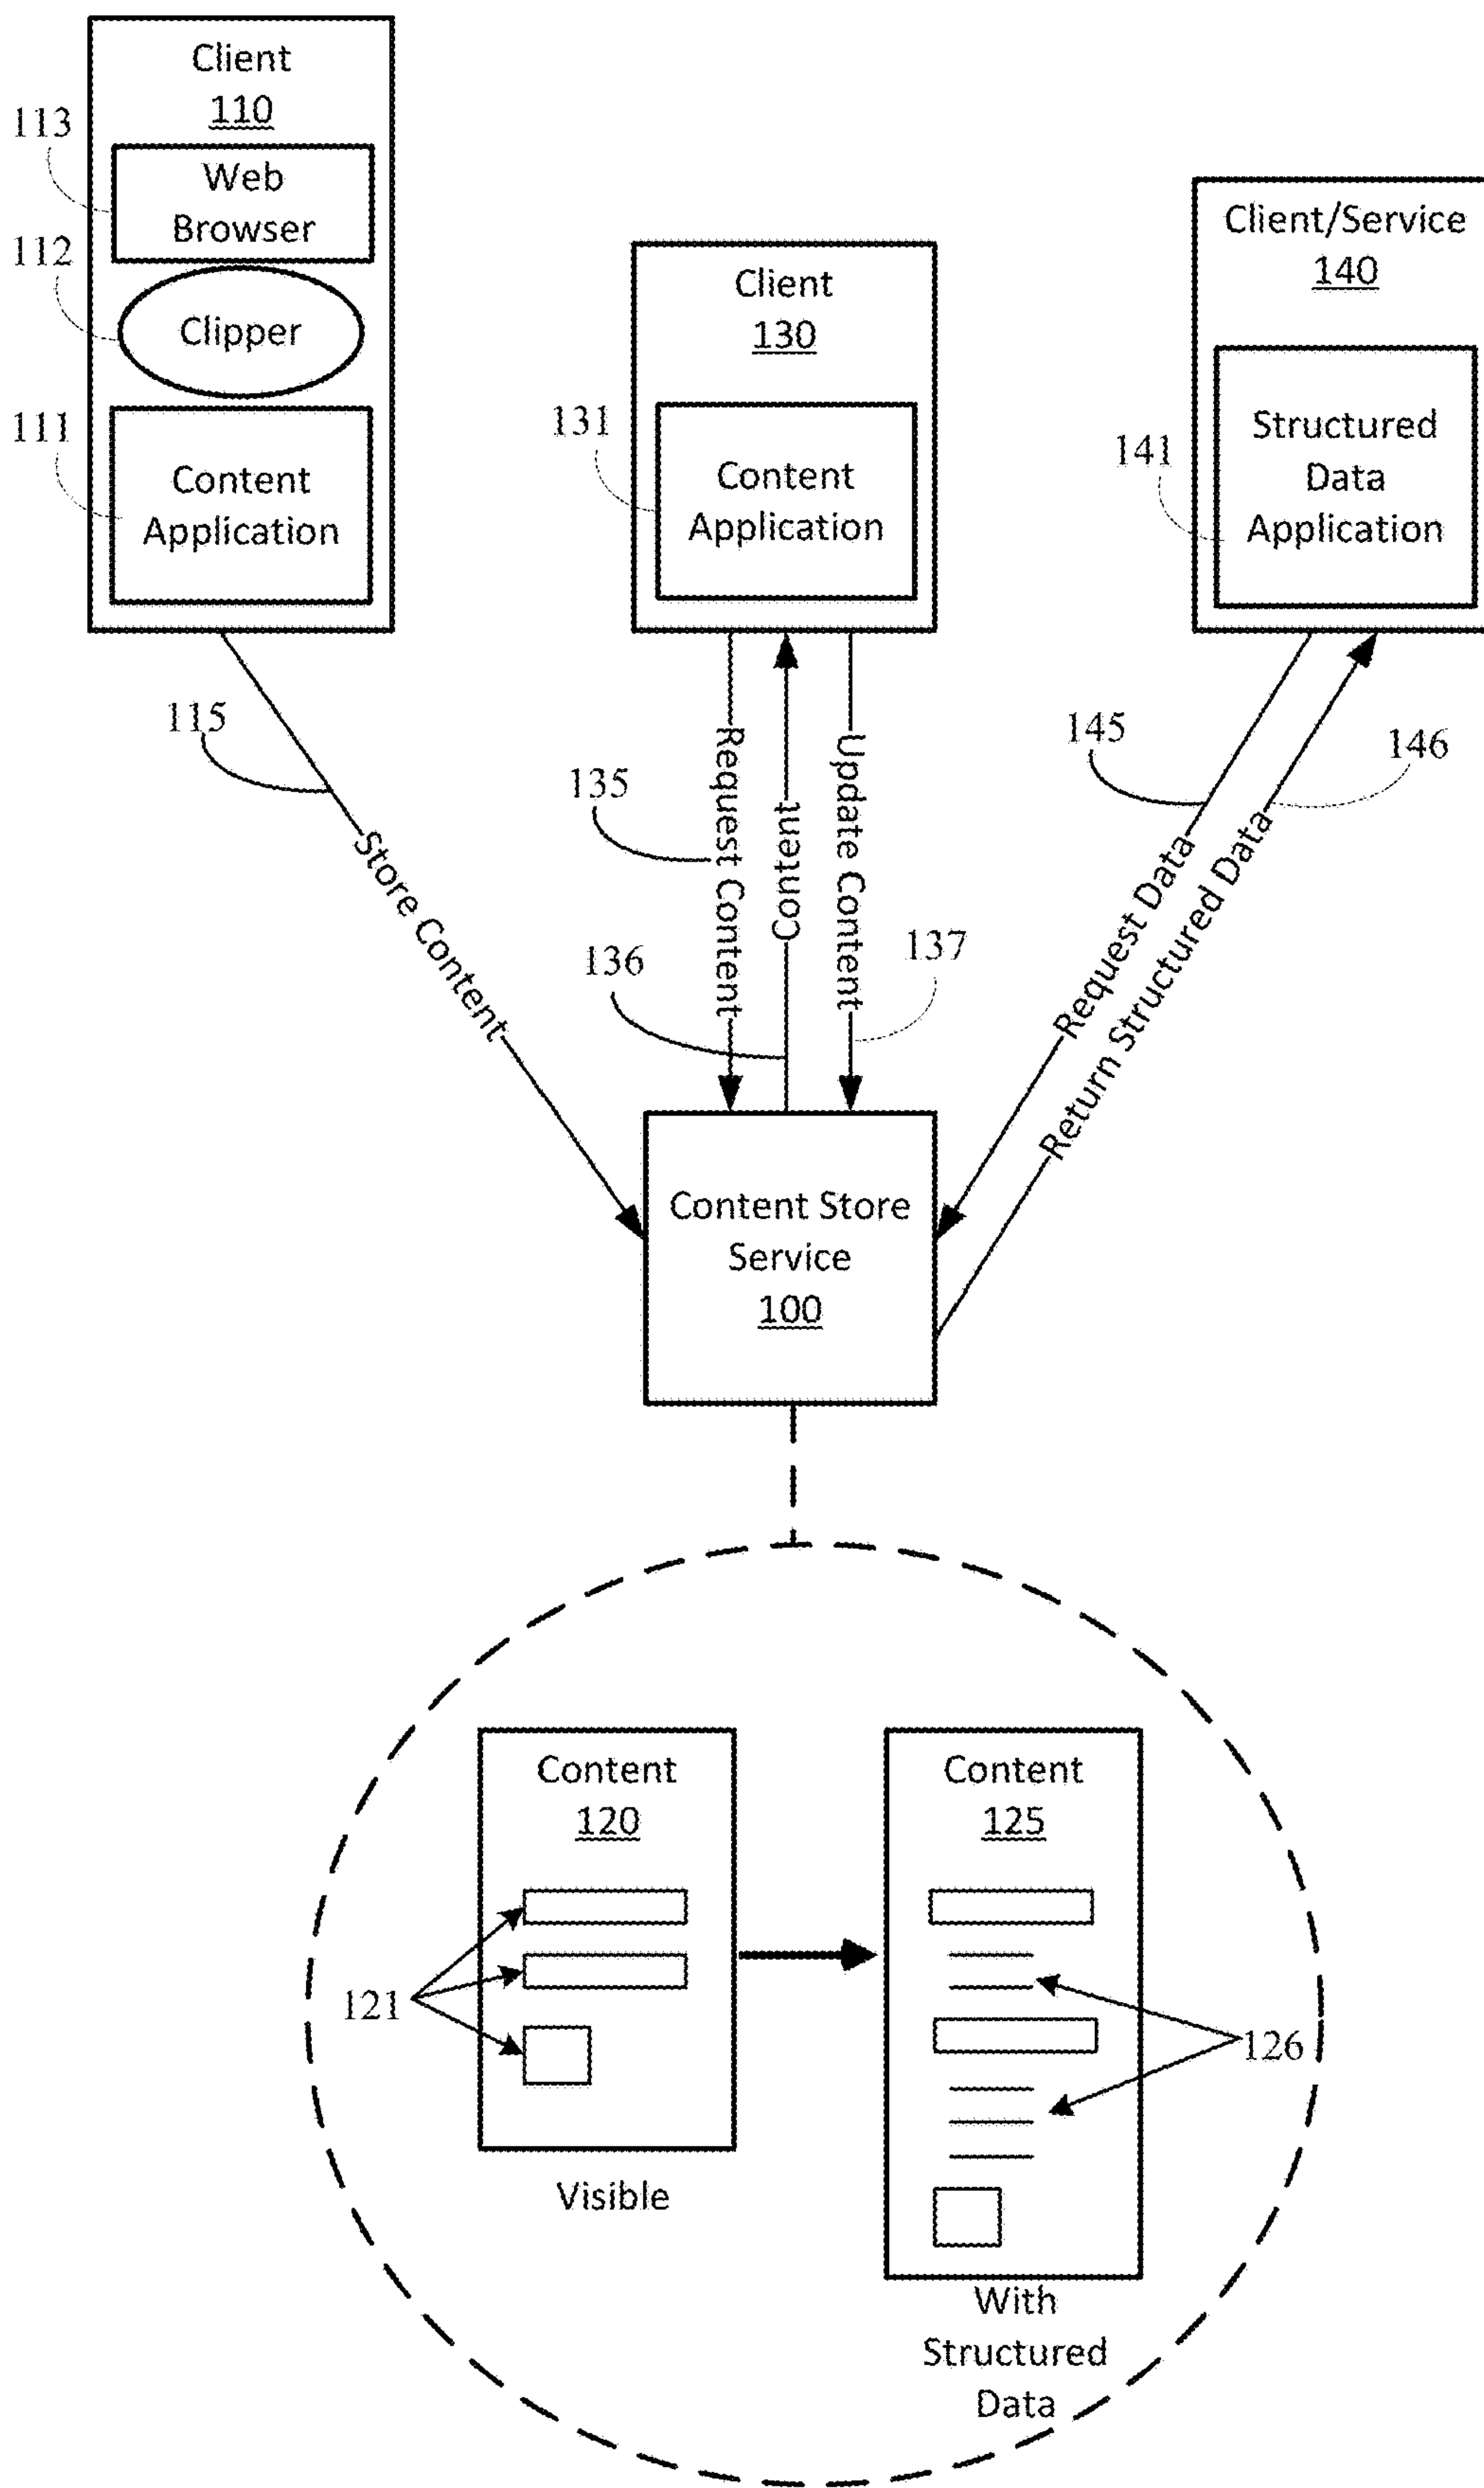 Client
110
113
Web
Browser
112
Clipper
111
Content
Application
Client
130
131
Content
Application
Client/Service
140
141
Structured
Data
Application
115
Store Content
135
Request Content
136
Content
Update Content
137
145
Request Data
146
Return Structured Data
Content Store
Service
100
Content
120
121
Visible
Content
125
126
With
Structured
Data